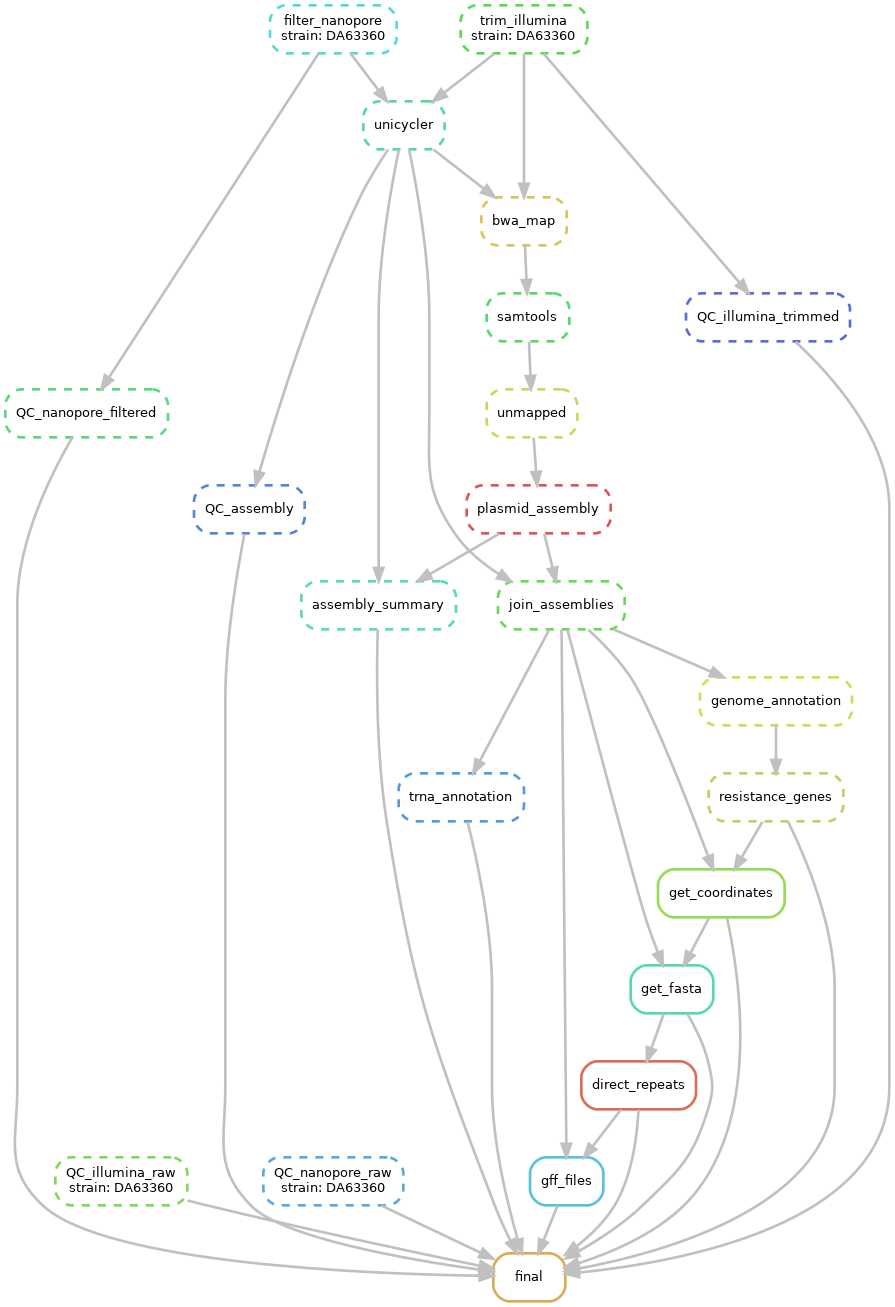 filter_nanopore
strain: DA63360
trim_illumina
strain: DA63360
unicycler
bwa_map
samtools
QC_illumina_trimmed
QC_nanopore_filtered
unmapped
QC_assembly
plasmid_assembly
assembly_summary
join_assemblies
genome_annotation
trna_annotation
resistance_genes
get_coordinates
get_fasta
direct_repeats
QC_illumina_raw
strain: DA63360
QC_nanopore_raw
strain: DA63360
gff_files
final